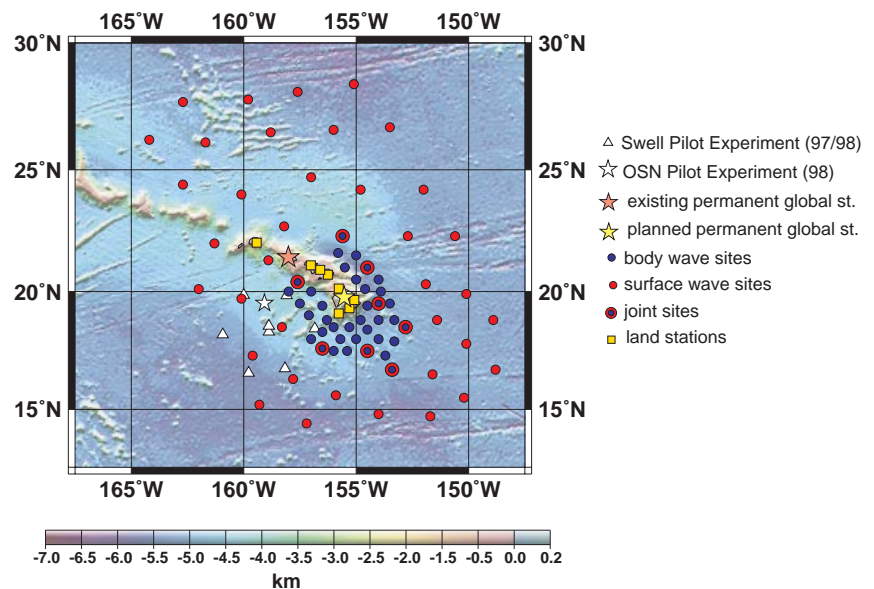 165˚W 160˚W 155˚W 150˚W
30˚N 30˚N
25˚N 25˚N
20˚N 20˚N
15˚N 15˚N
165˚W 160˚W 155˚W 150˚W
Swell Pilot Experiment (97/98)
OSN Pilot Experiment (98)
existing permanent global st.
planned permanent global st.
body wave sites
surface wave sites
joint sites
land stations
-7.0 -6.5 -6.0 -5.5 -5.0 -4.5 -4.0 -3.5 -3.0 -2.5 -2.0 -1.5 -0.5 0.0 0.2
km